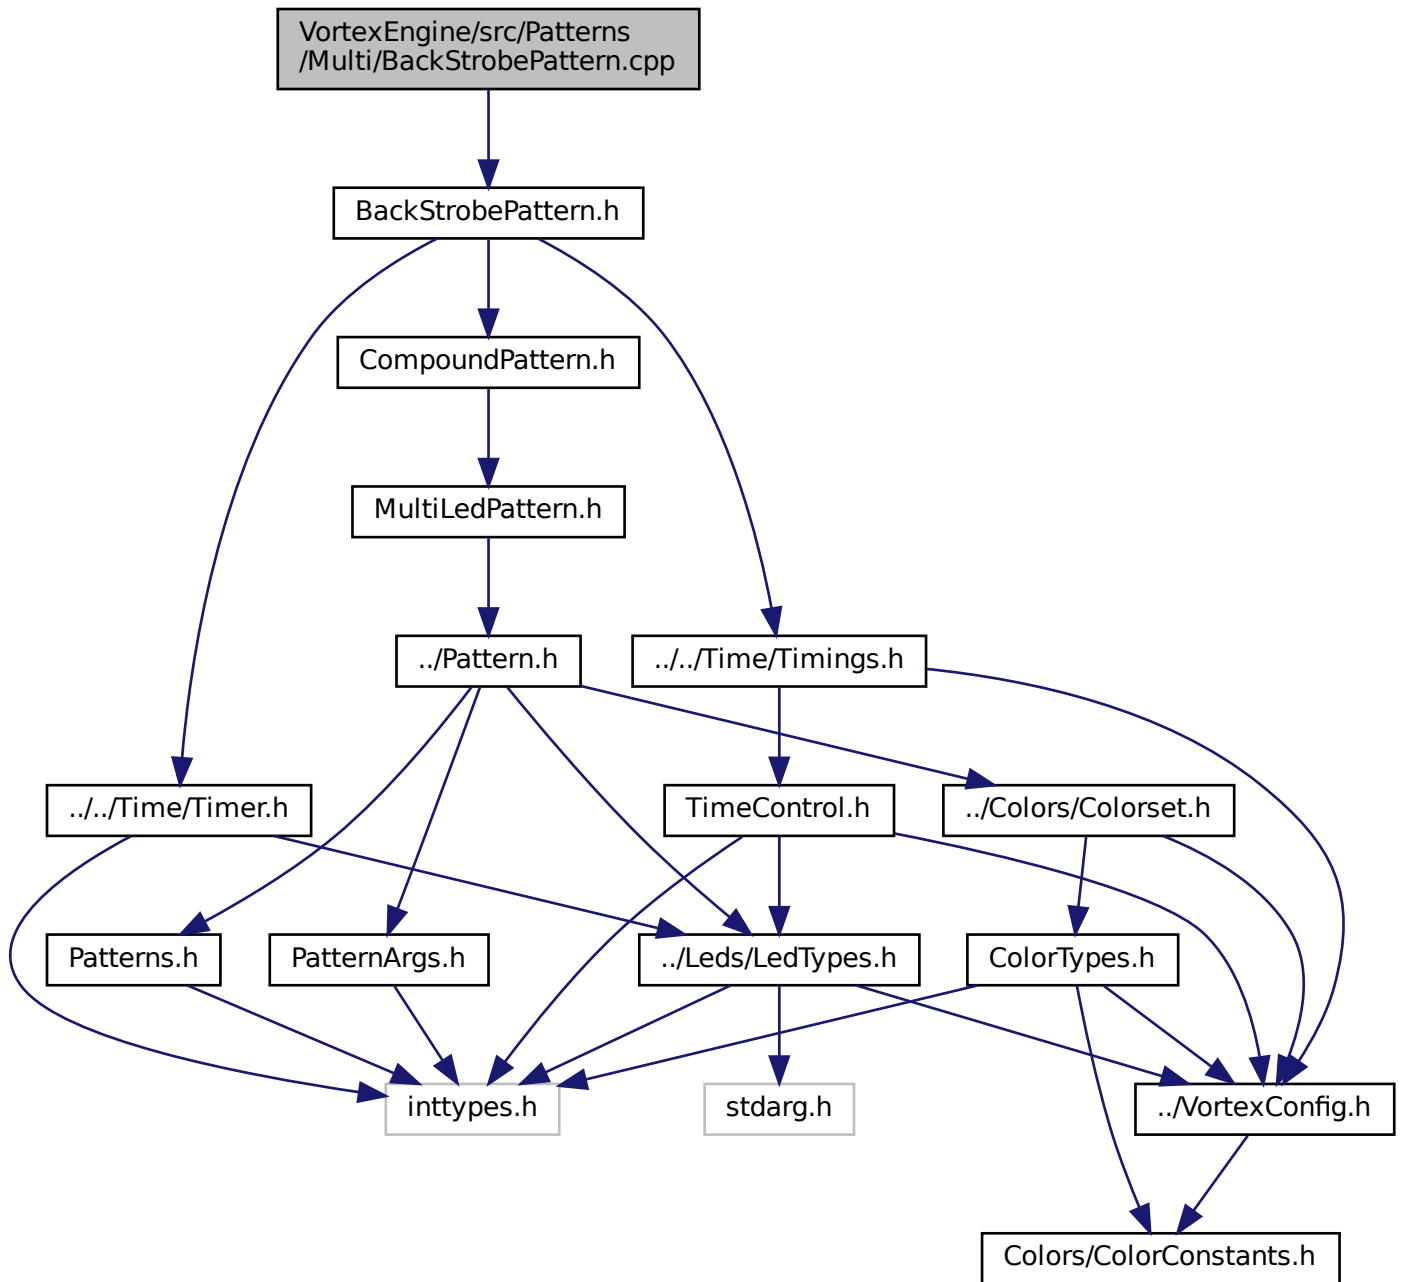 VortexEngine/src/Patterns
/Multi/BackStrobePattern.cpp
BackStrobePattern.h
CompoundPattern.h
MultiLedPattern.h
../Pattern.h
../../Time/Timings.h
../../Time/Timer.h
TimeControl.h
../Colors/Colorset.h
Patterns.h
PatternArgs.h
../Leds/LedTypes.h
ColorTypes.h
inttypes.h
stdarg.h
../VortexConfig.h
Colors/ColorConstants.h